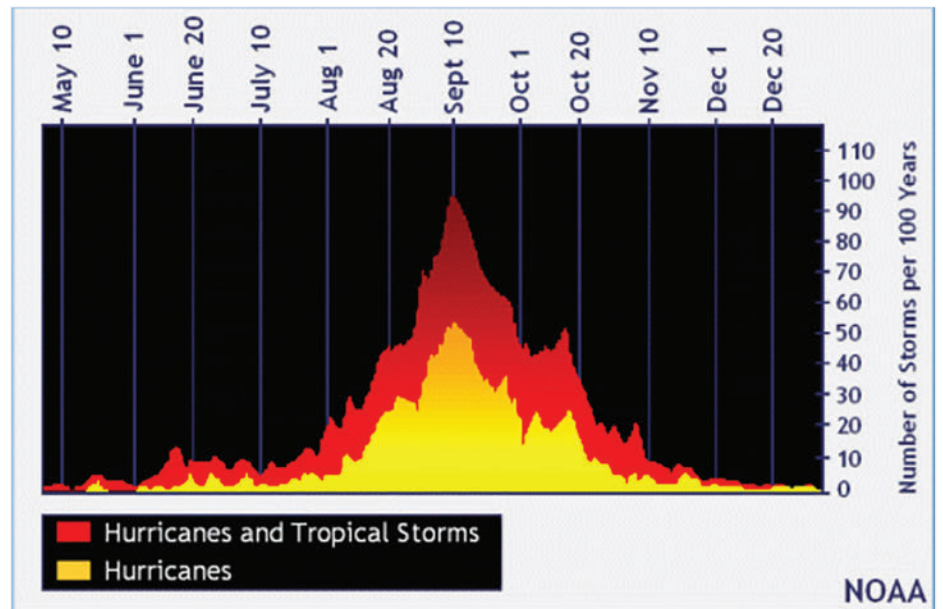 May 10
June 1
June 20
July 10
Aug 1
Aug 20
Sept 10
Oct 1
Oct 20
Nov 10
Dec 1
Dec 20
110
100
90
80
70
60
50
40
30
20
10
0
Number of Storms per 100 Years
Hurricanes and Tropical Storms
Hurricanes
NOAA